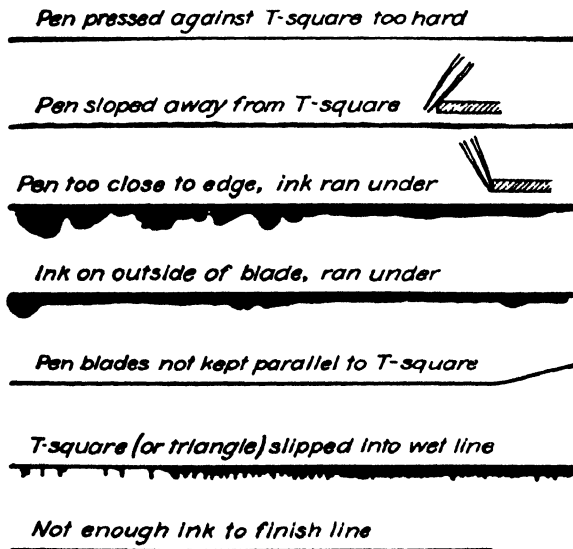 Pen pressed against T-square too hard
Pen sloped away from T-square
Pen too close to edge, ink ran under
Ink on outside of blade, ran under
Pen blades not kept parallel to T-square
T-square (or triangle) slipped into wet line
Not enough ink to finish line